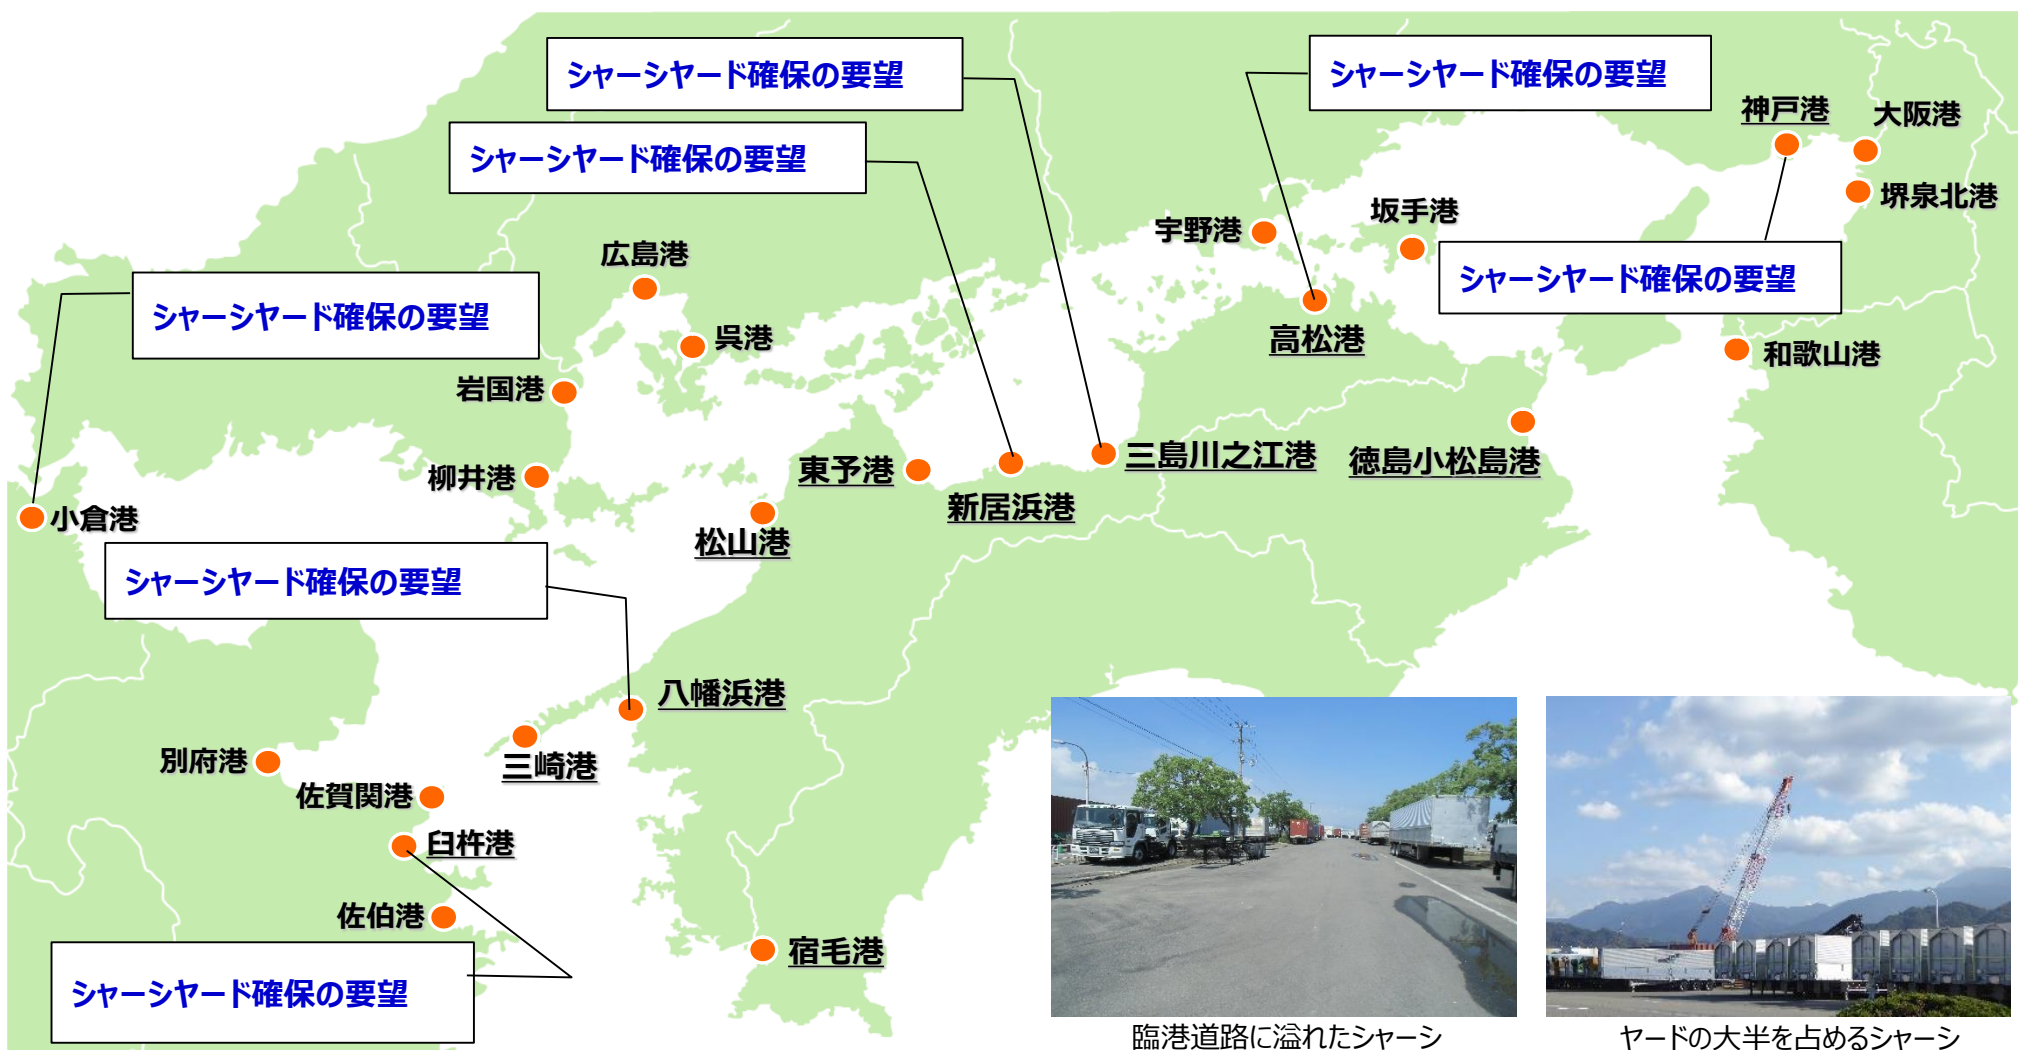 シャーシヤード確保の要望
シャーシヤード確保の要望
神戸港
大阪港
シャーシヤード確保の要望
堺泉北港
坂手港
宇野港
広島港
シャーシヤード確保の要望
シャーシヤード確保の要望
呉港
高松港
和歌山港
岩国港
三島川之江港
徳島小松島港
東予港
柳井港
新居浜港
小倉港
松山港
シャーシヤード確保の要望
八幡浜港
別府港
三崎港
佐賀関港
臼杵港
佐伯港
宿毛港
シャーシヤード確保の要望
臨港道路に溢れたシャーシ
ヤードの大半を占めるシャーシ